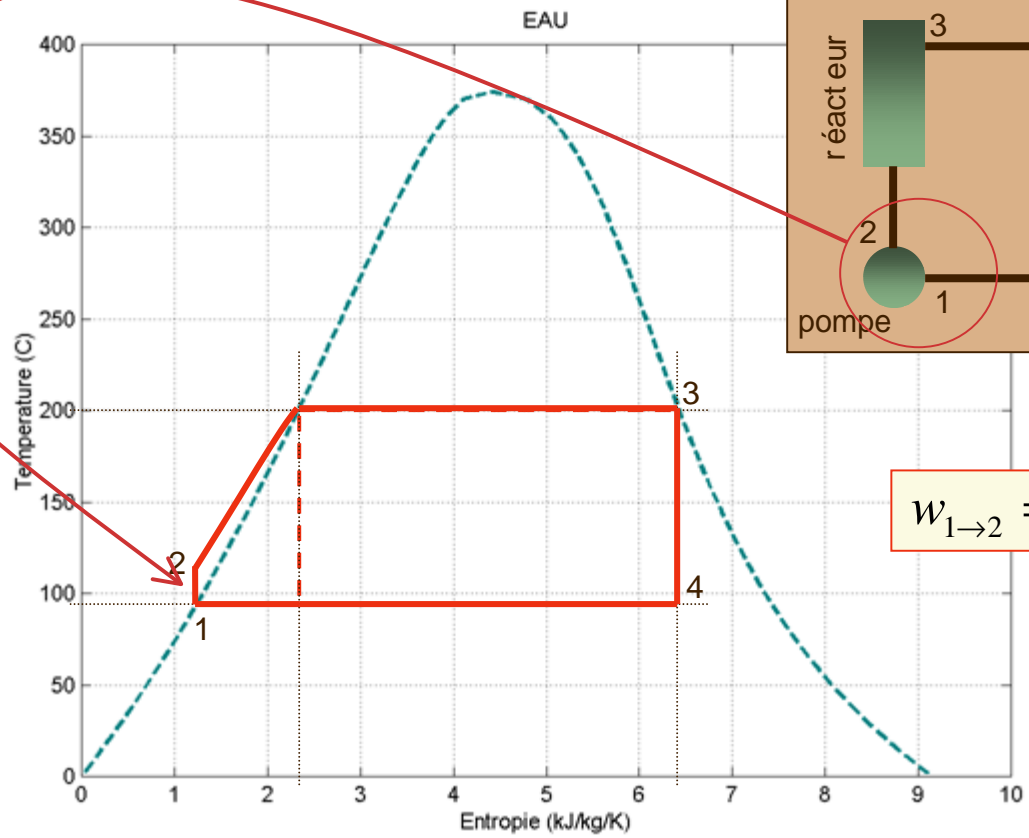 EAU
400
350
300
250
200
150
100
50
0
Temperature (C)
0 1 2 3 4 5 6 7 8 9 10
Entropie (kJ/kg/K)
1
2
3
4
r éact eur
3
2
1
pompe
w1→2 =